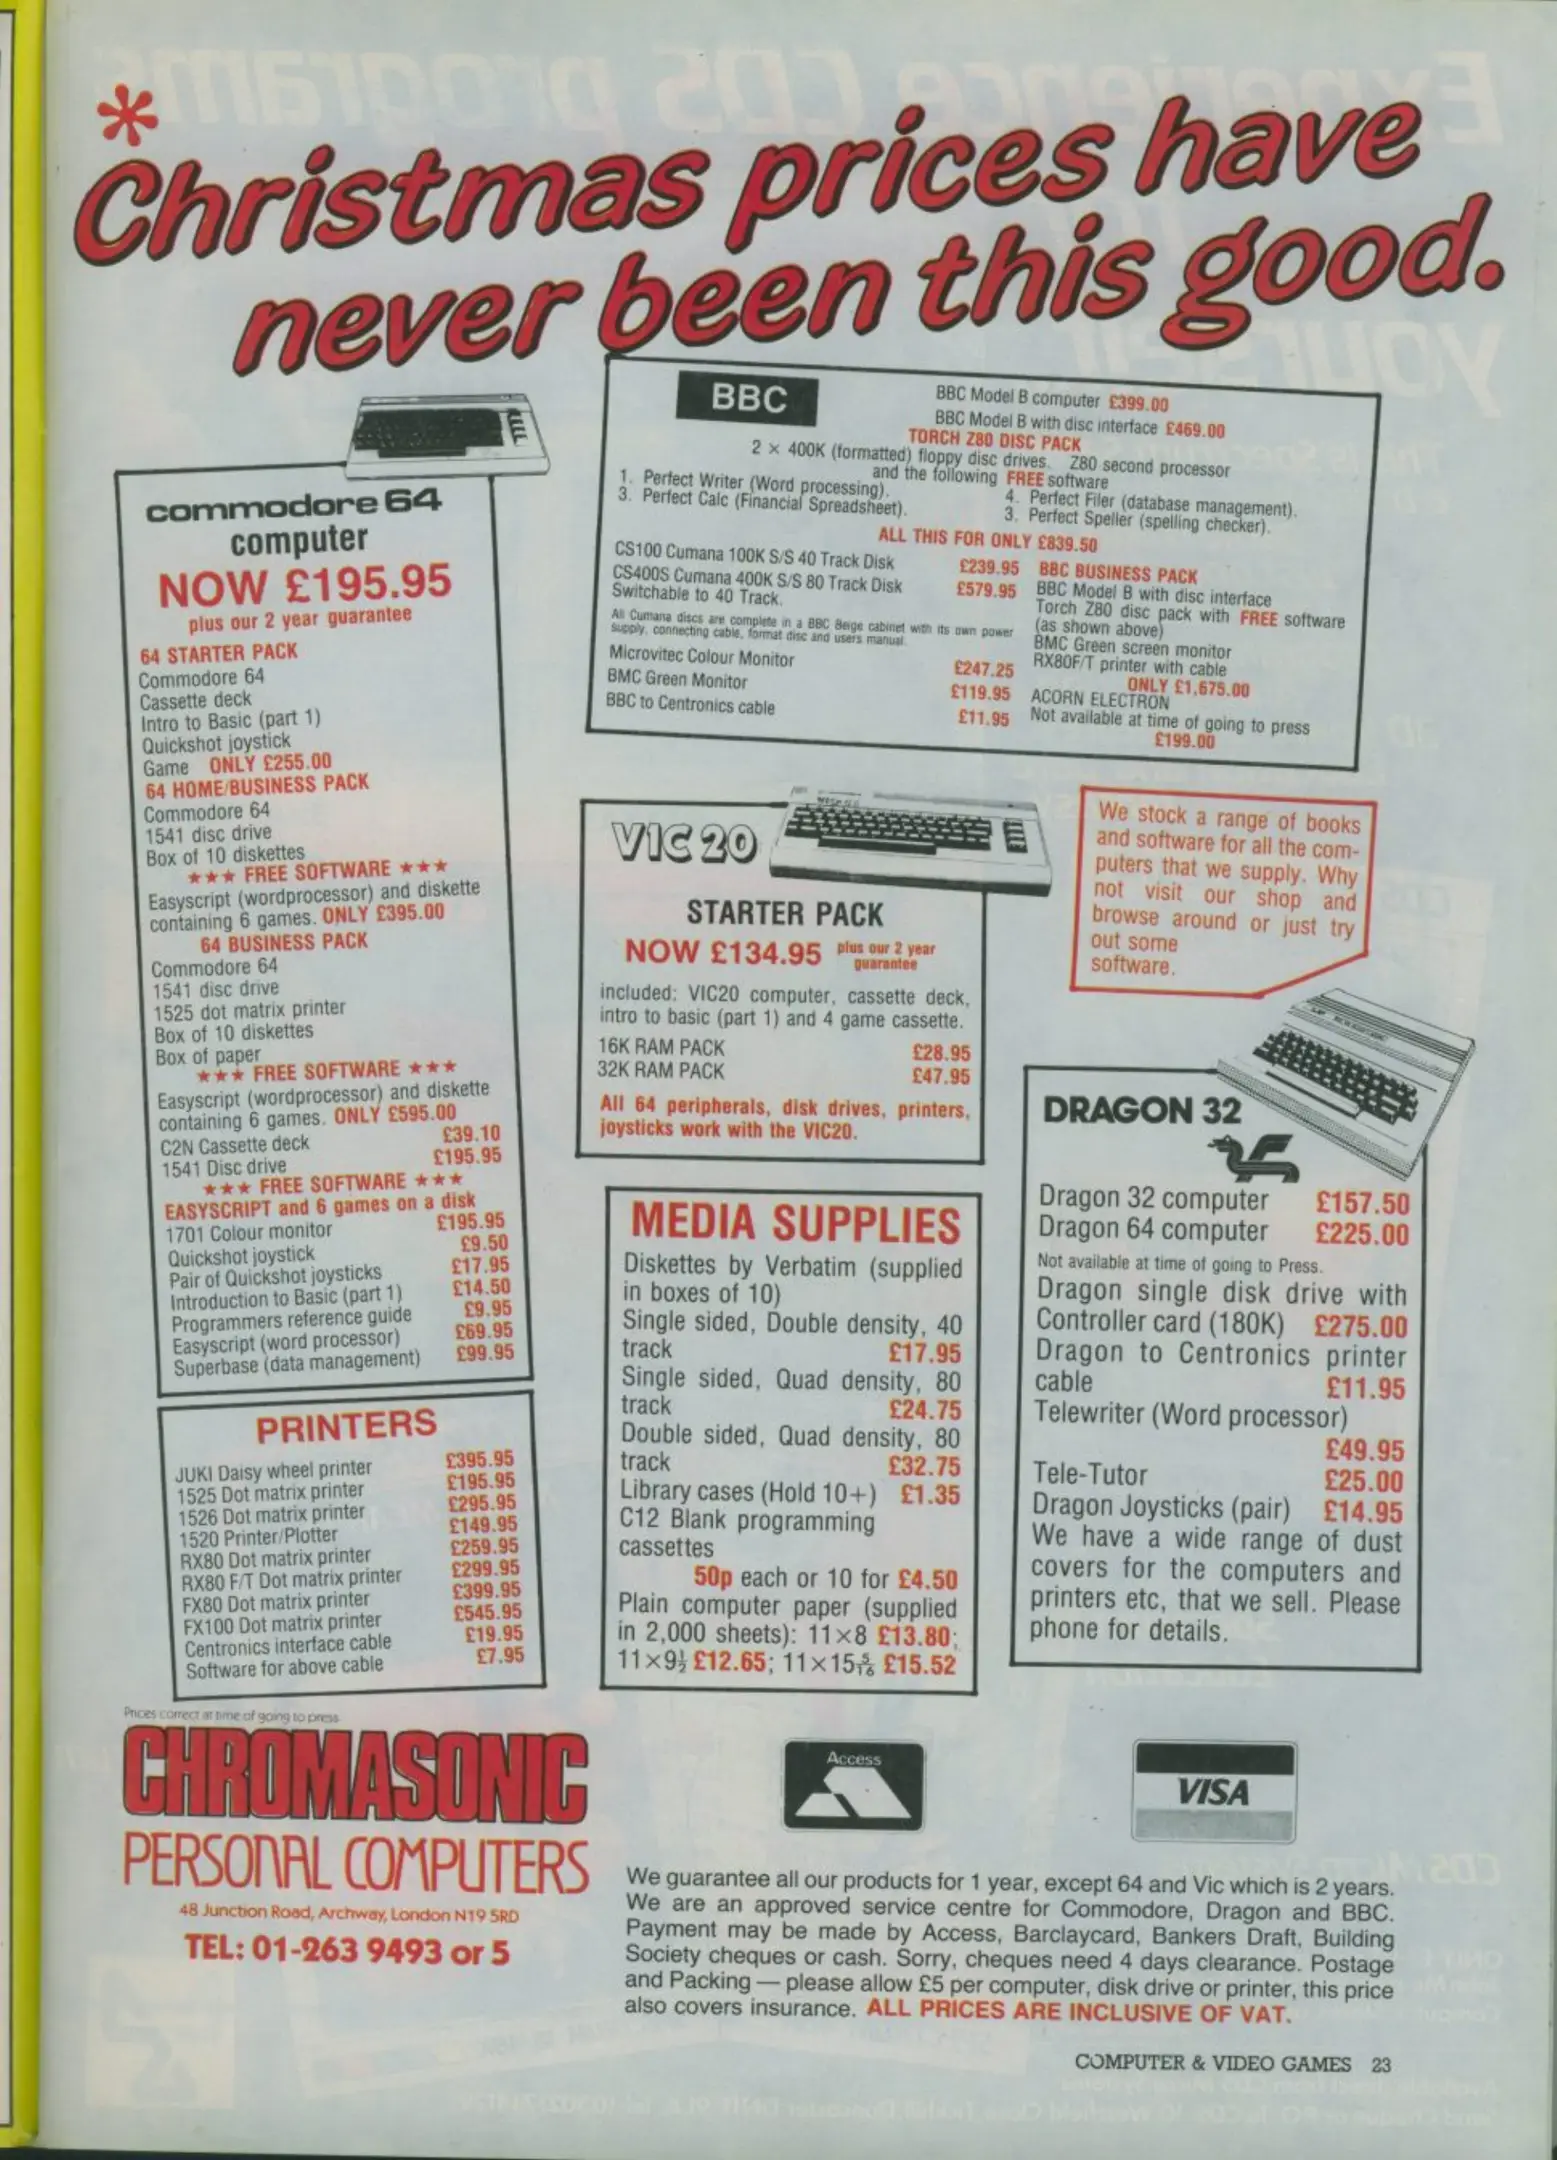 *
Christmas prices have
never been this good.
commodore 64
computer
NOW £195.95
plus our 2 year guarantee
64 STARTER PACK
Commodore 64
Cassette deck
Intro to Basic (part 1)
Quickshot joystick
Game ONLY £255.00
64 HOME/BUSINESS PACK
Commodore 64
1541 disc drive
Box of 10 diskettes
★★★ FREE SOFTWARE ★★★
Easyscript (wordprocessor) and diskette
containing 6 games. ONLY £395.00
64 BUSINESS PACK
Commodore 64
1541 disc drive
1525 dot matrix printer
Box of 10 diskettes
Box of paper
★★★ FREE SOFTWARE ★★★
Easyscript (wordprocessor) and diskette
containing 6 games. ONLY £595.00
C2N Cassette deck £39.10
1541 Disc drive £195.95
★★★ FREE SOFTWARE ★★★
EASYSCRIPT and 6 games on a disk
1701 Colour monitor £195.95
Quickshot joystick £9.50
Pair of Quickshot joysticks £17.95
Introduction to Basic (part 1) £14.50
Programmers reference guide £9.95
Easyscript (word processor) £69.95
Superbase (data management) £99.95
PRINTERS
JUKI Daisy wheel printer £395.95
1525 Dot matrix printer £195.95
1526 Dot matrix printer £295.95
1520 Printer/Plotter £149.95
RX80 Dot matrix printer £259.95
RX80 F/T Dot matrix printer £299.95
FX80 Dot matrix printer £399.95
FX100 Dot matrix printer £545.95
Centronics interface cable £19.95
Software for above cable £7.95
BBC
BBC Model B computer £399.00
BBC Model B with disc interface £469.00
TORCH Z80 DISC PACK
2 × 400K (formatted) floppy disc drives. Z80 second processor
and the following FREE software
1. Perfect Writer (Word processing). 4. Perfect Filer (database management).
3. Perfect Calc (Financial Spreadsheet). 3. Perfect Speller (spelling checker).
ALL THIS FOR ONLY £839.50
CS100 Cumana 100K S/S 40 Track Disk £239.95
CS400S Cumana 400K S/S 80 Track Disk £579.95
Switchable to 40 Track.
All Cumana discs are complete in a BBC Beige cabinet with its own power
supply, connecting cable, format disc and users manual.
Microvitec Colour Monitor £247.25
BMC Green Monitor £119.95
BBC to Centronics cable £11.95
BBC BUSINESS PACK
BBC Model B with disc interface
Torch Z80 disc pack with FREE software
(as shown above)
BMC Green screen monitor
RX80F/T printer with cable
ONLY £1,675.00
ACORN ELECTRON
Not available at time of going to press
£199.00
VIC 20
STARTER PACK
NOW £134.95 plus our 2 year
guarantee
included: VIC20 computer, cassette deck,
intro to basic (part 1) and 4 game cassette.
16K RAM PACK £28.95
32K RAM PACK £47.95
All 64 peripherals, disk drives, printers,
joysticks work with the VIC20.
We stock a range of books
and software for all the com-
puters that we supply. Why
not visit our shop and
browse around or just try
out some
software.
MEDIA SUPPLIES
Diskettes by Verbatim (supplied
in boxes of 10)
Single sided, Double density, 40
track £17.95
Single sided, Quad density, 80
track £24.75
Double sided, Quad density, 80
track £32.75
Library cases (Hold 10+) £1.35
C12 Blank programming
cassettes
50p each or 10 for £4.50
Plain computer paper (supplied
in 2,000 sheets): 11×8 £13.80;
11×9½ £12.65; 11×15 5/16 £15.52
DRAGON 32
Dragon 32 computer £157.50
Dragon 64 computer £225.00
Not available at time of going to Press.
Dragon single disk drive with
Controller card (180K) £275.00
Dragon to Centronics printer
cable £11.95
Telewriter (Word processor)
£49.95
Tele-Tutor £25.00
Dragon Joysticks (pair) £14.95
We have a wide range of dust
covers for the computers and
printers etc, that we sell. Please
phone for details.
Prices correct at time of going to press
CHROMASONIC
PERSONAL COMPUTERS
48 Junction Road, Archway, London N19 5RD
TEL: 01-263 9493 or 5
Access
VISA
We guarantee all our products for 1 year, except 64 and Vic which is 2 years.
We are an approved service centre for Commodore, Dragon and BBC.
Payment may be made by Access, Barclaycard, Bankers Draft, Building
Society cheques or cash. Sorry, cheques need 4 days clearance. Postage
and Packing — please allow £5 per computer, disk drive or printer, this price
also covers insurance. ALL PRICES ARE INCLUSIVE OF VAT.
COMPUTER & VIDEO GAMES 23